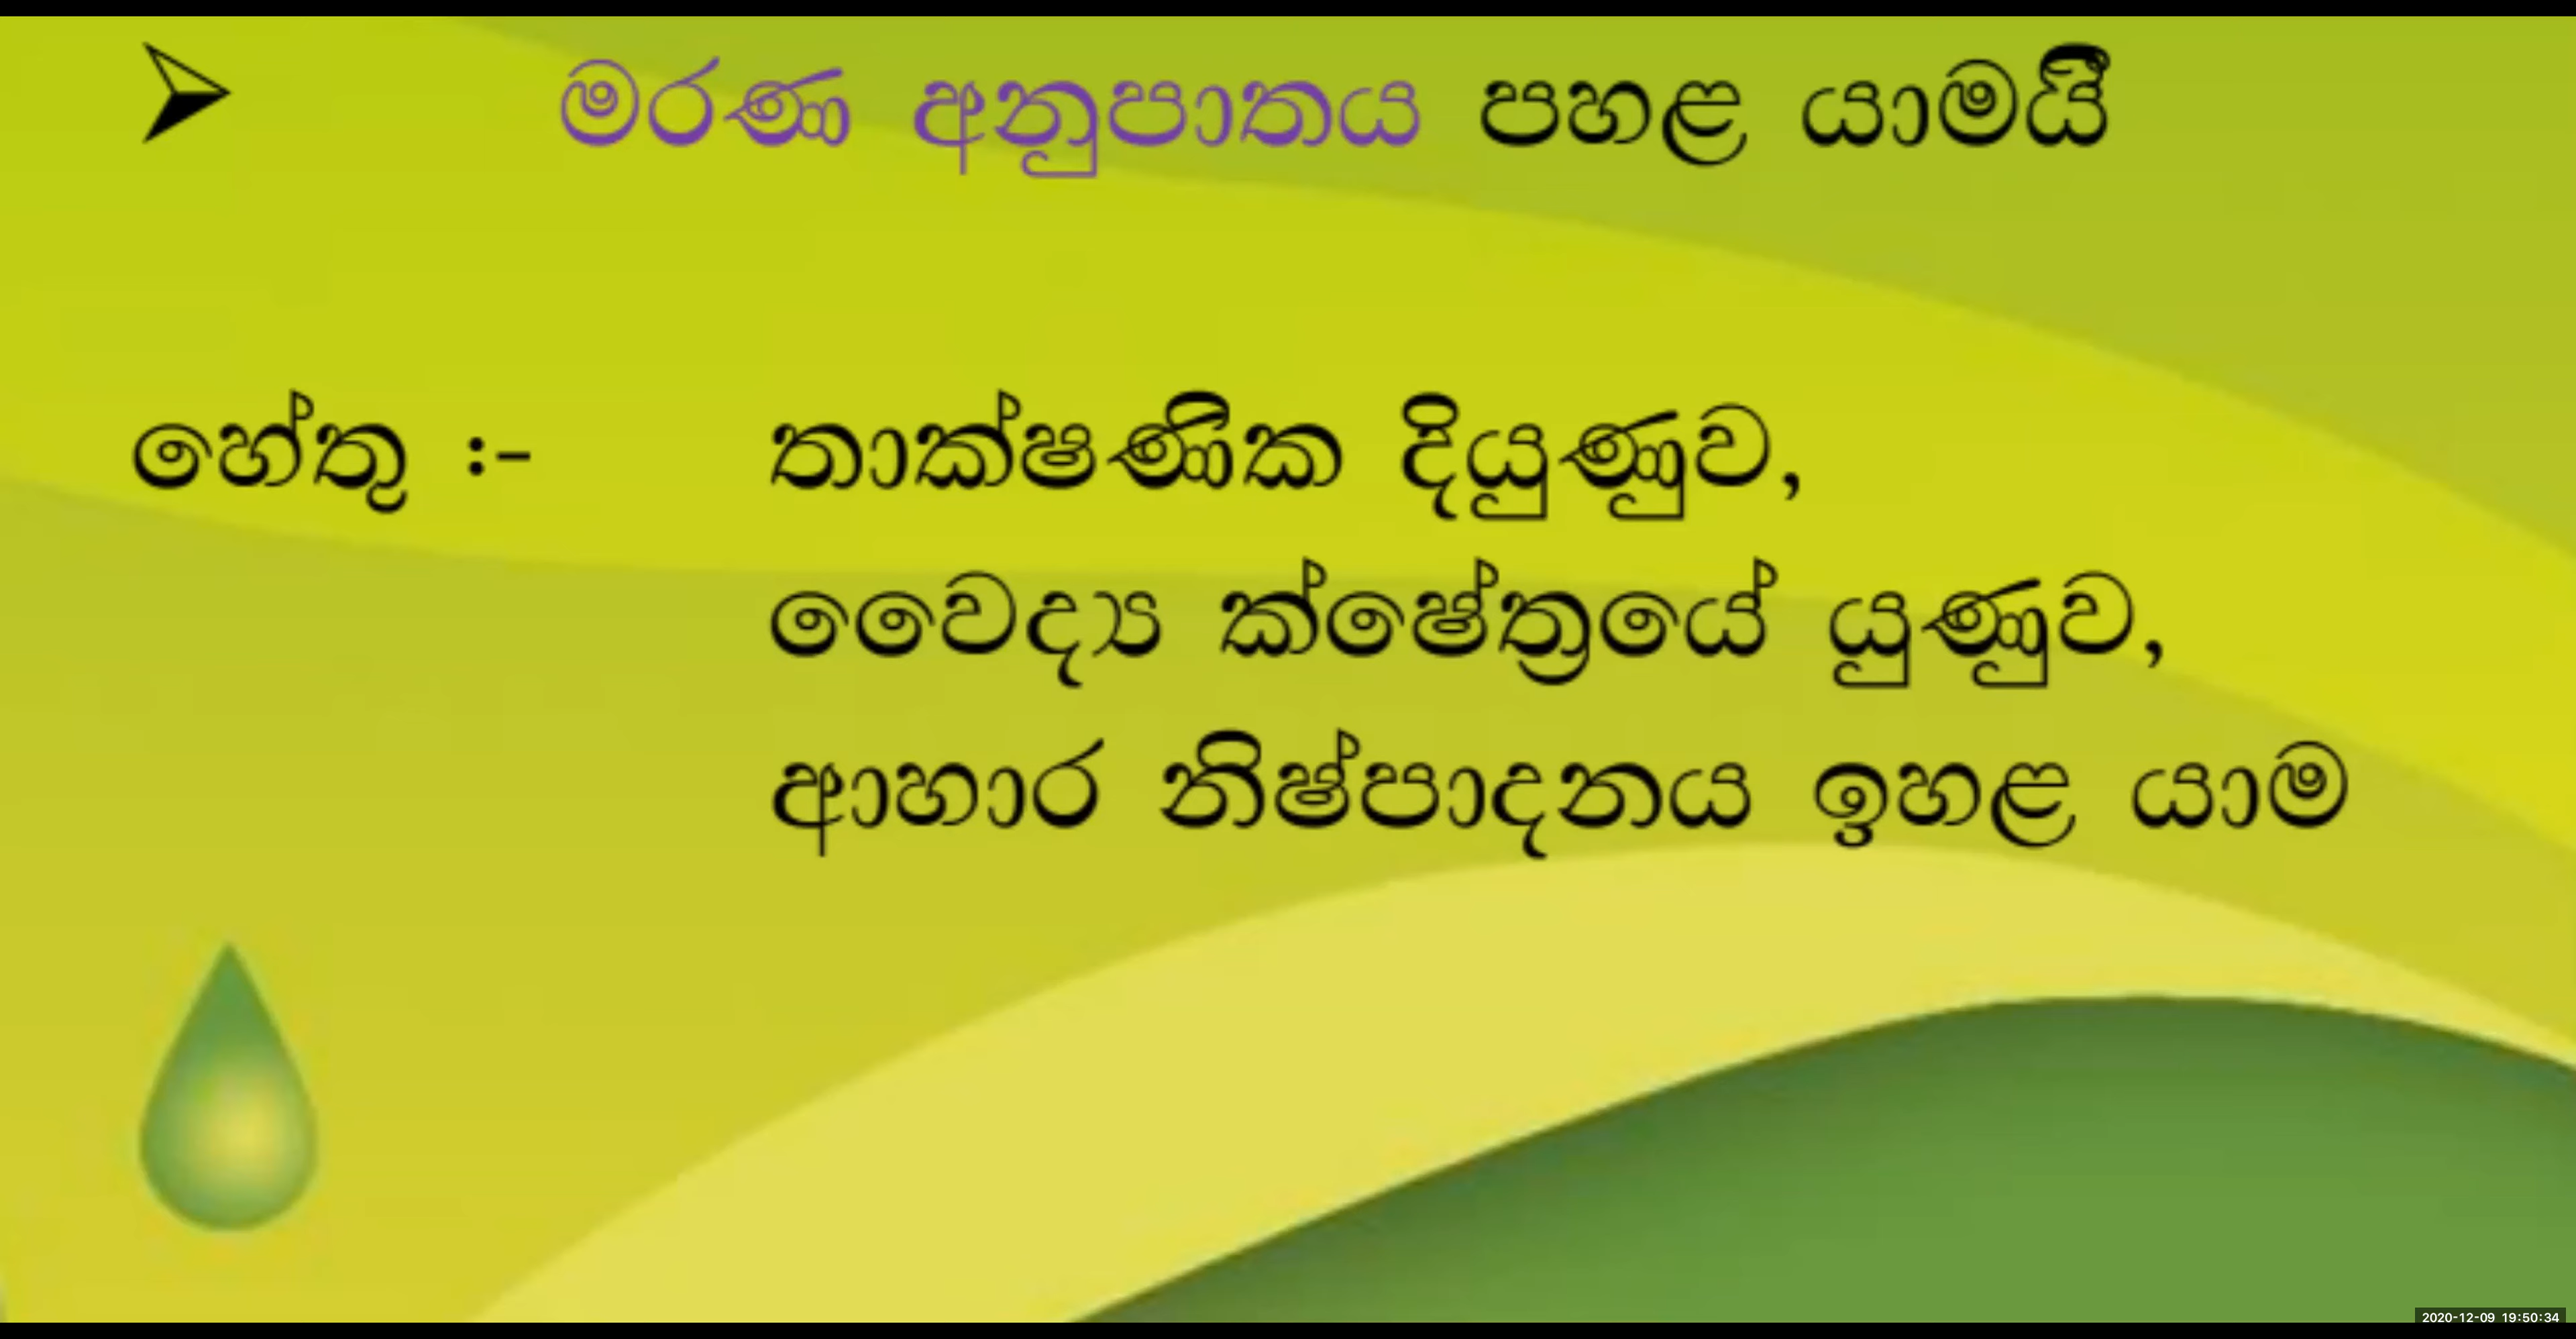 ➤ මරණ අනුපාතය පහළ යාමයි
හේතු :- තාක්ෂණික දියුණුව,
වෛද්‍ය ක්ෂේත්‍රයේ යුණුව,
ආහාර නිෂ්පාදනය ඉහළ යාම
2020-12-09 19:50:34